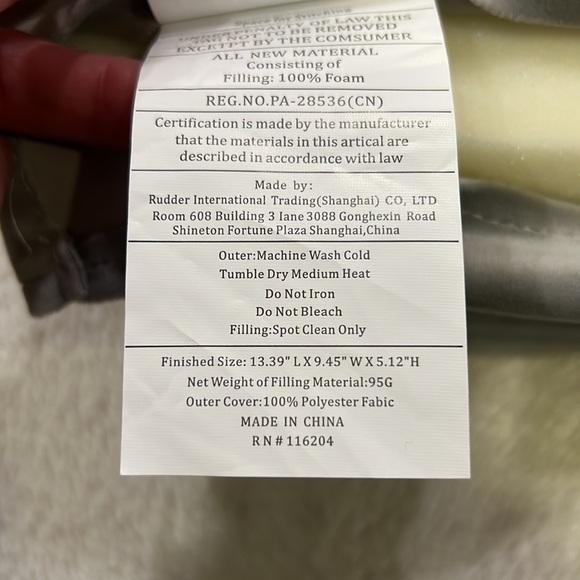 Space for Stitching
UNDER PENALTY OF LAW THIS
TAG NOT TO BE REMOVED
EXCETPT BY THE COMSUMER
ALL NEW MATERIAL
Consisting of
Filling: 100% Foam
REG.NO.PA-28536(CN)
Certification is made by the manufacturer
that the materials in this artical are
described in accordance with law
Made by:
Rudder International Trading(Shanghai) CO, LTD
Room 608 Building 3 Iane 3088 Gonghexin Road
Shineton Fortune Plaza Shanghai,China
Outer:Machine Wash Cold
Tumble Dry Medium Heat
Do Not Iron
Do Not Bleach
Filling:Spot Clean Only
Finished Size: 13.39" L X 9.45" W X 5.12"H
Net Weight of Filling Material:95G
Outer Cover:100% Polyester Fabic
MADE IN CHINA
RN# 116204